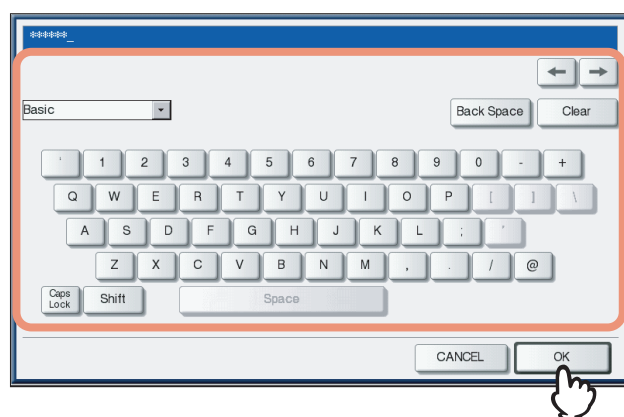 ******_
Basic
Back Space Clear
` 1 2 3 4 5 6 7 8 9 0 - +
Q W E R T Y U I O P [ ] \
A S D F G H J K L ; '
Z X C V B N M , . / @
Caps Lock Shift Space
CANCEL OK